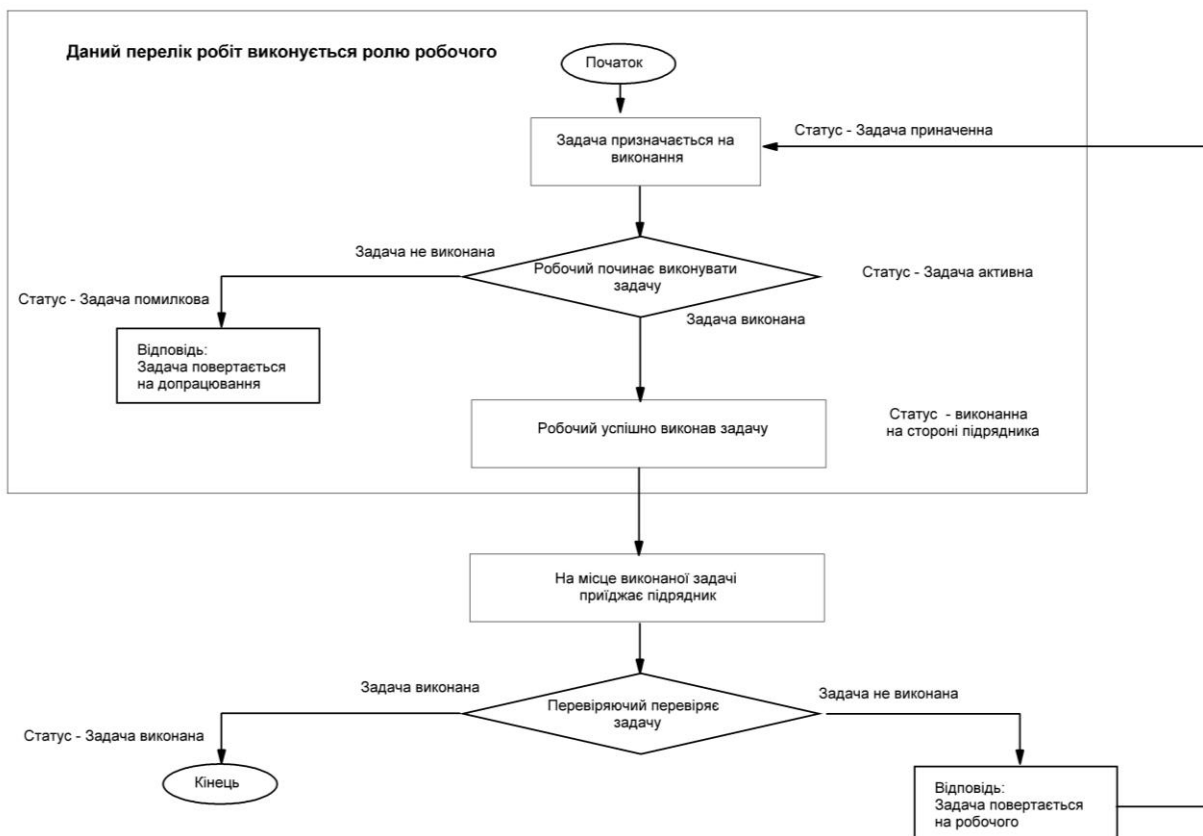 Даний перелік робіт виконується ролю робочого
Початок
Статус - Задача приначенна
Задача призначається на
виконання
Задача не виконана
Робочий починає виконувати
задачу
Статус - Задача активна
Статус - Задача помилкова
Задача виконана
Відповідь:
Задача повертається
на допрацювання
Робочий успішно виконав задачу
Статус - виконанна
на стороні підрядника
На місце виконаної задачі
приїджає підрядник
Задача виконана
Перевіряючий перевіряє
задачу
Задача не виконана
Статус - Задача виконана
Кінець
Відповідь:
Задача повертається
на робочого